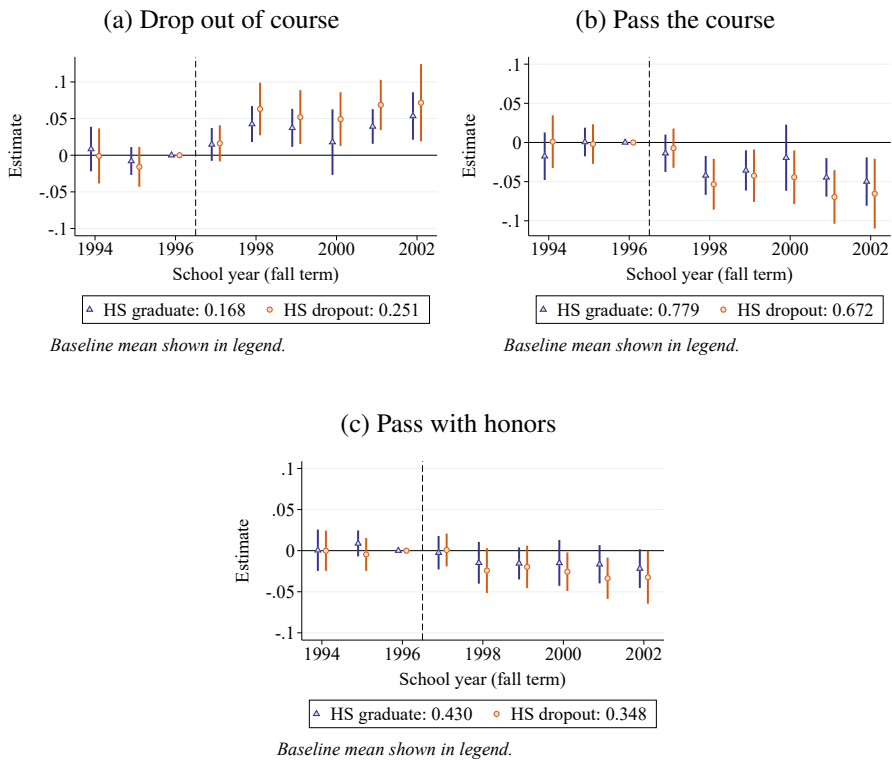 (a) Drop out of course
.1
.05
0
-.05
-.1
Estimate
1994 1996 1998 2000 2002
School year (fall term)
HS graduate: 0.168 HS dropout: 0.251
Baseline mean shown in legend.
(b) Pass the course
.1
.05
0
-.05
-.1
Estimate
1994 1996 1998 2000 2002
School year (fall term)
HS graduate: 0.779 HS dropout: 0.672
Baseline mean shown in legend.
(c) Pass with honors
.1
.05
0
-.05
-.1
Estimate
1994 1996 1998 2000 2002
School year (fall term)
HS graduate: 0.430 HS dropout: 0.348
Baseline mean shown in legend.